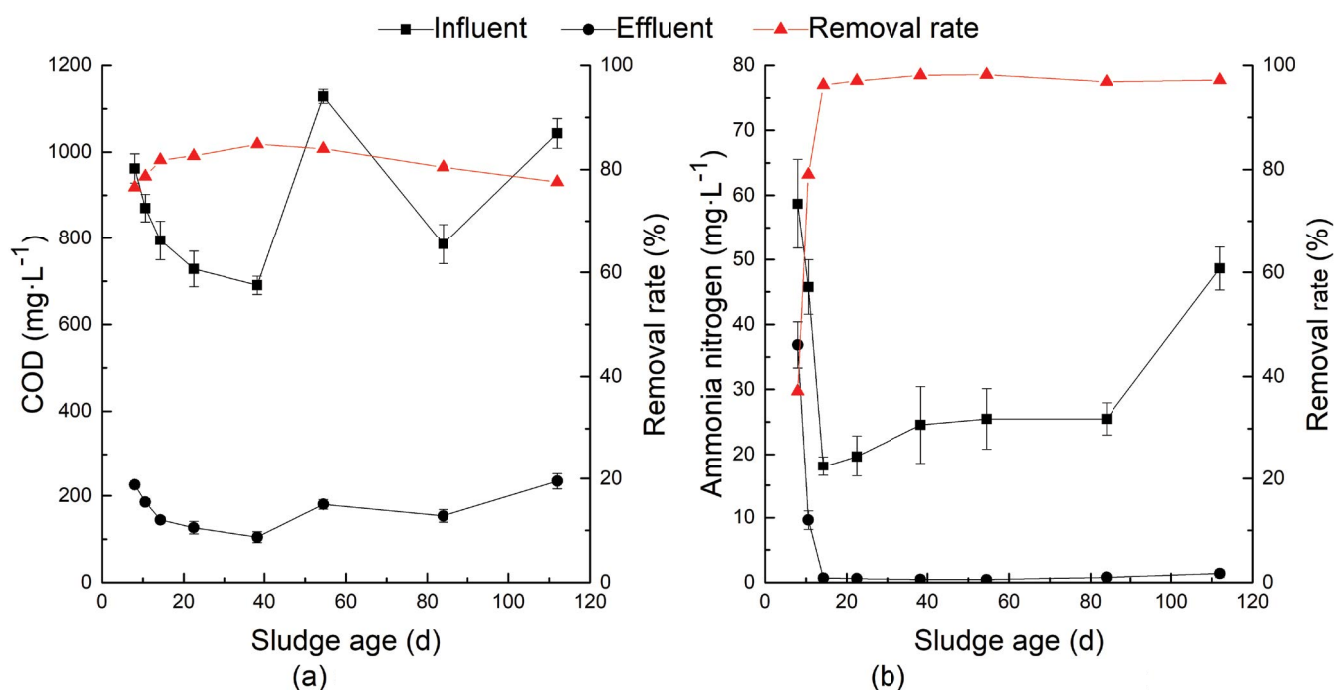 Influent Effluent Removal rate
1200
1000
800
600
400
200
0
COD (mg·L⁻¹)
100
80
60
40
20
0
Removal rate (%)
0 20 40 60 80 100 120
Sludge age (d)
(a)
80
70
60
50
40
30
20
10
0
Ammonia nitrogen (mg·L⁻¹)
100
80
60
40
20
0
Removal rate (%)
0 20 40 60 80 100 120
Sludge age (d)
(b)